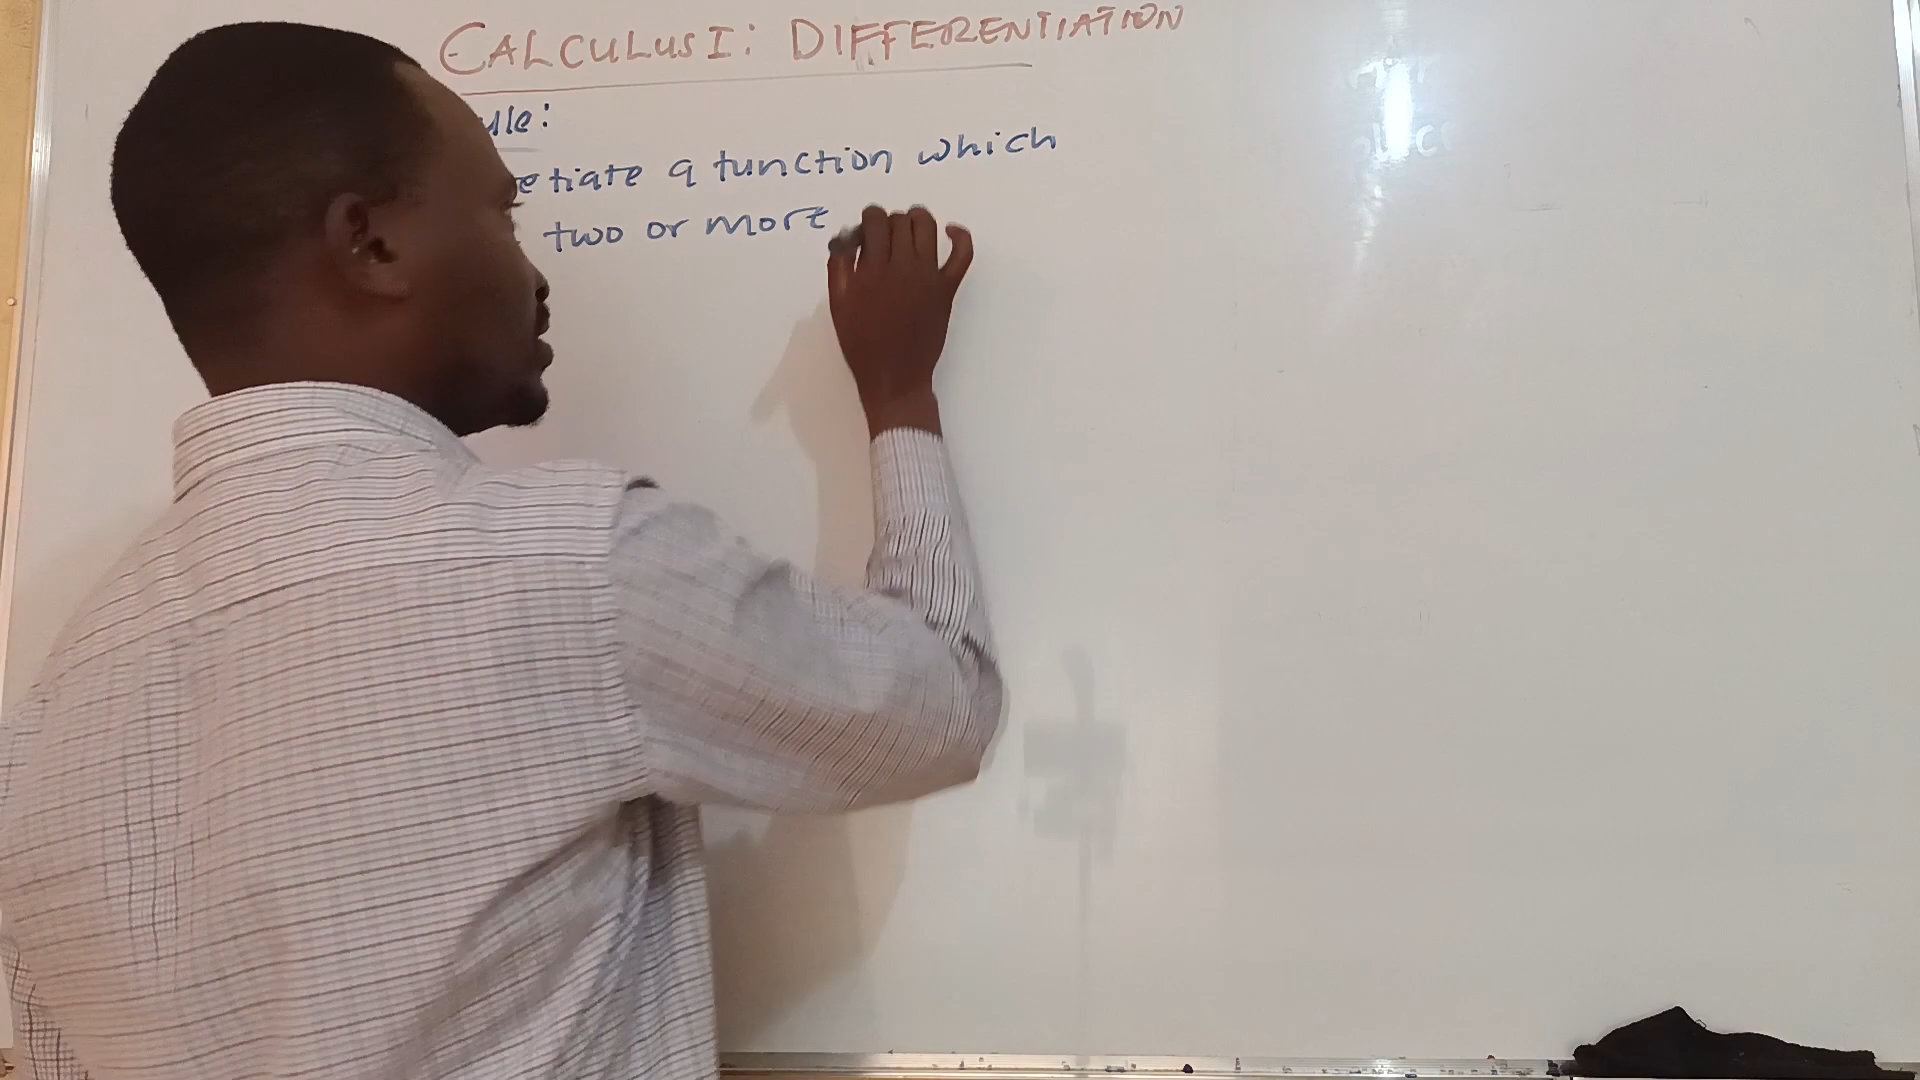 CALCULUS I: DIFFERENTIATION
ule:
etiate a function which
two or more